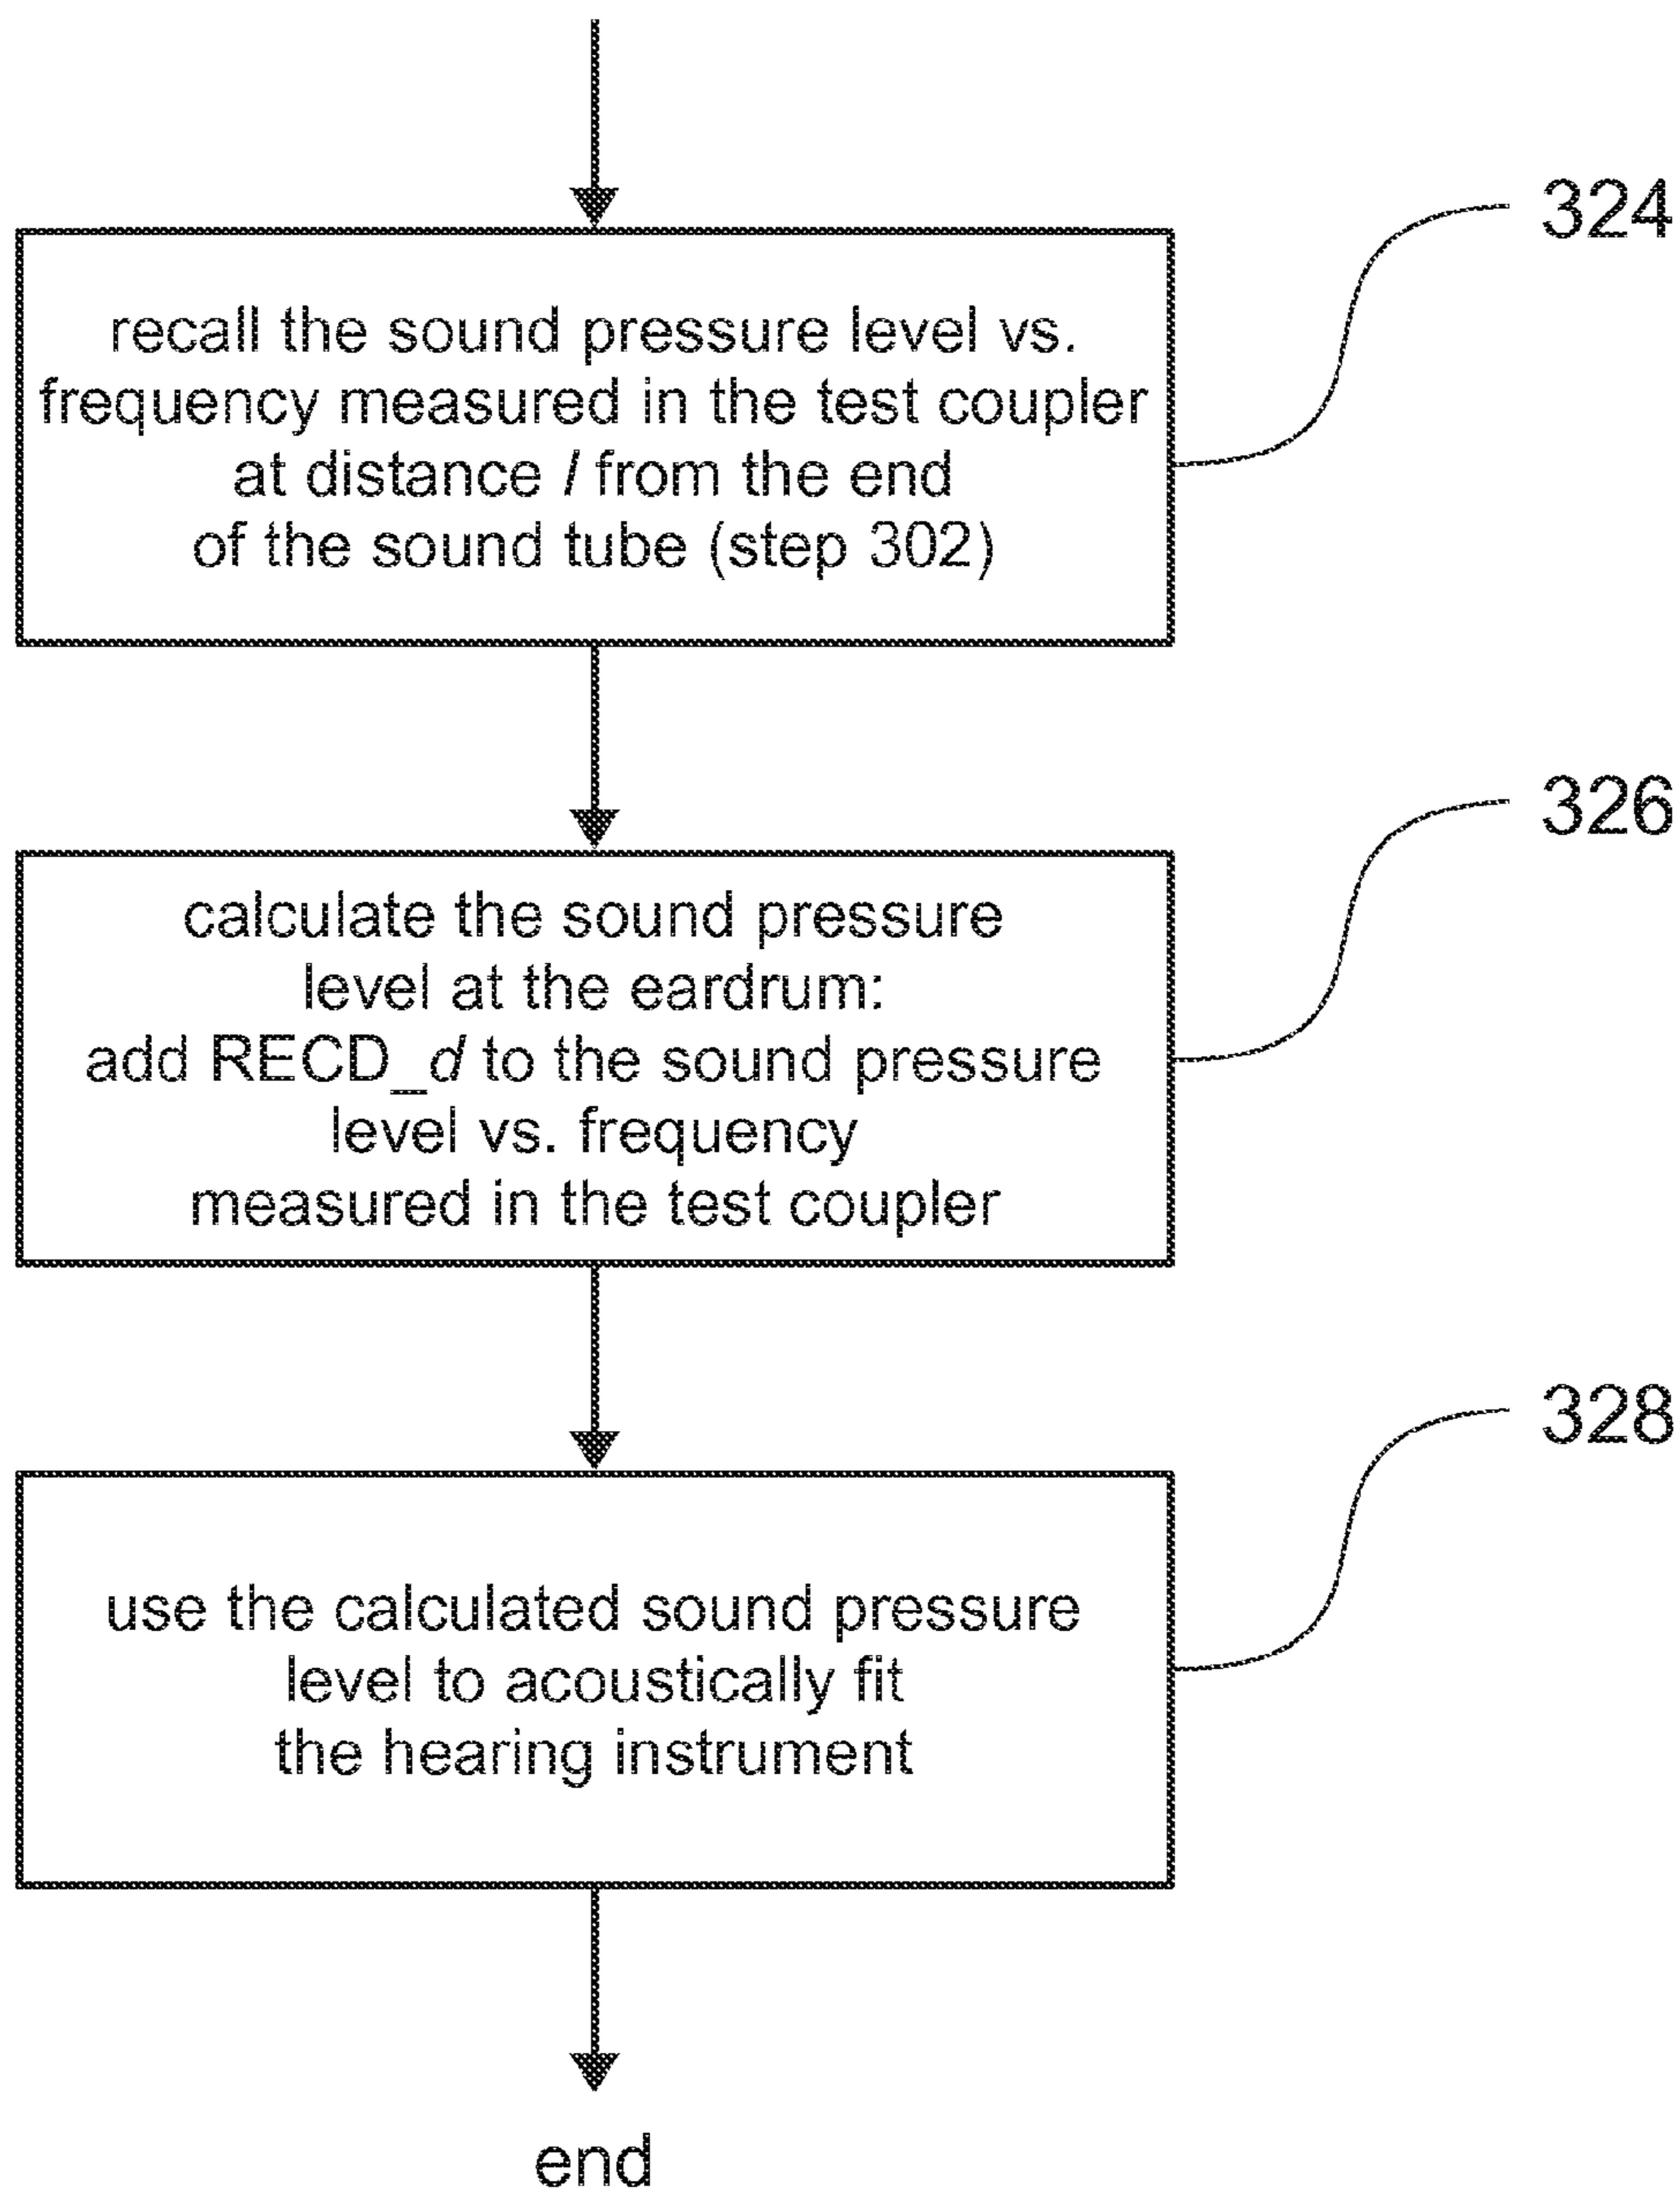 324
recall the sound pressure level vs.
frequency measured in the test coupler
at distance l from the end
of the sound tube (step 302)
326
calculate the sound pressure
level at the eardrum:
add RECD_d to the sound pressure
level vs. frequency
measured in the test coupler
328
use the calculated sound pressure
level to acoustically fit
the hearing instrument
end